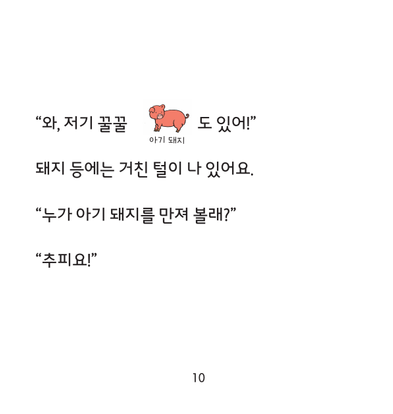 “와, 저기 꿀꿀 도 있어!”
아기 돼지
돼지 등에는 거친 털이 나 있어요.
“누가 아기 돼지를 만져 볼래?”
“추피요!”
10